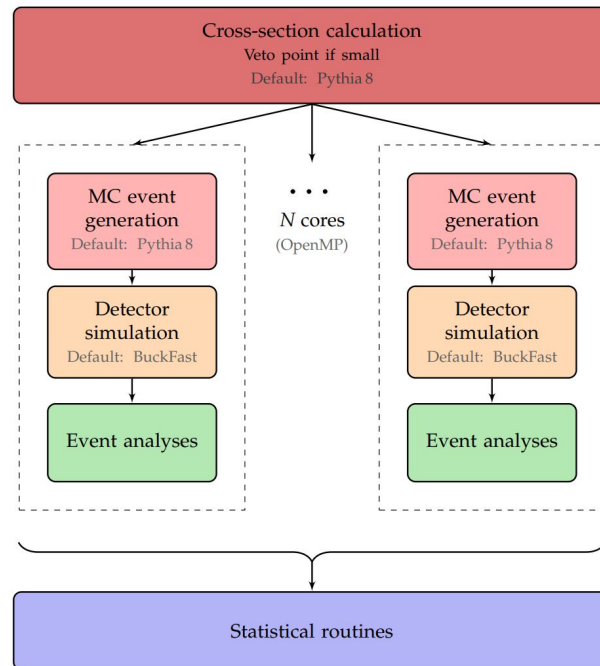 Cross-section calculation
Veto point if small
Default: Pythia 8
MC event
generation
Default: Pythia 8
Detector
simulation
Default: BuckFast
Event analyses
...
N cores
(OpenMP)
MC event
generation
Default: Pythia 8
Detector
simulation
Default: BuckFast
Event analyses
Statistical routines